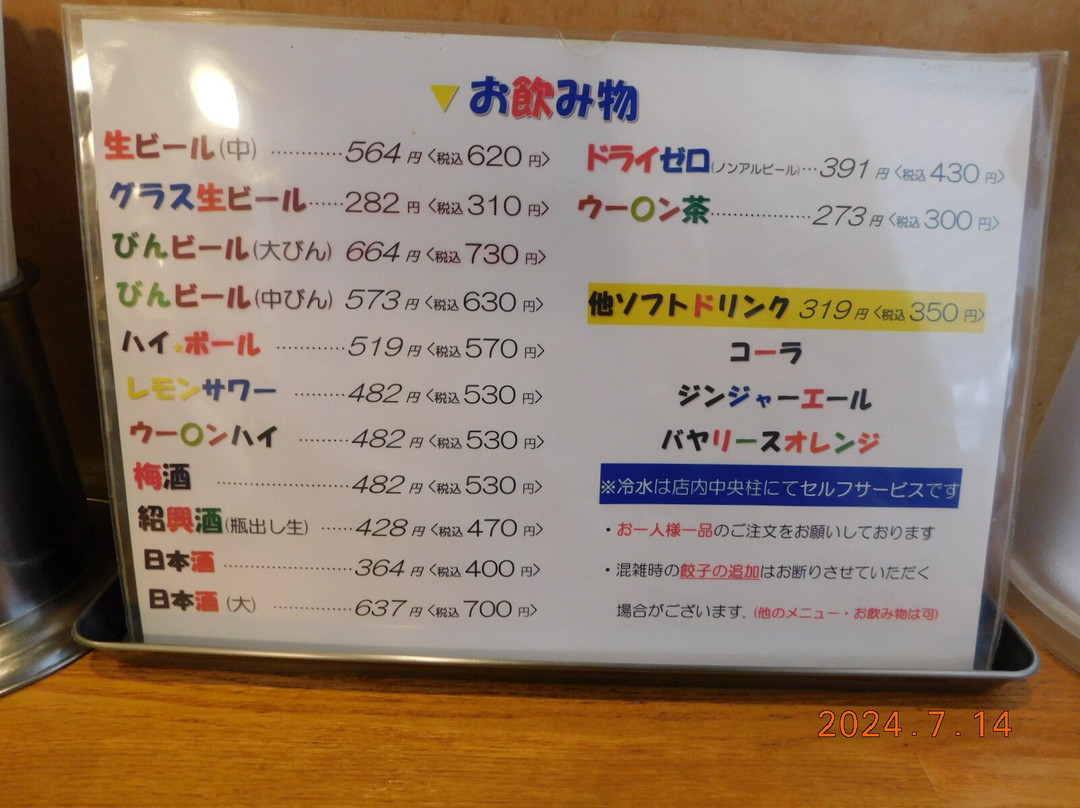 ▼お飲み物
生ビール(中) …………564円〈税込620円〉
グラス生ビール……282円〈税込310円〉
びんビール(大びん) 664円〈税込730円〉
びんビール(中びん) 573円〈税込630円〉
ハイ・ボール …………519円〈税込570円〉
レモンサワー ………482円〈税込530円〉
ウーロンハイ ………482円〈税込530円〉
梅酒 ………………482円〈税込530円〉
紹興酒(瓶出し生) ……428円〈税込470円〉
日本酒 ………………364円〈税込400円〉
日本酒(大) …………637円〈税込700円〉
ドライゼロ(ノンアルビール)…391円〈税込430円〉
ウーロン茶………………273円〈税込300円〉
他ソフトドリンク 319円〈税込350円〉
コーラ
ジンジャーエール
バヤリースオレンジ
※冷水は店内中央柱にてセルフサービスです
・お一人様一品のご注文をお願いしております
・混雑時の餃子の追加はお断りさせていただく
場合がございます.(他のメニュー・お飲み物は可)
2024.7.14